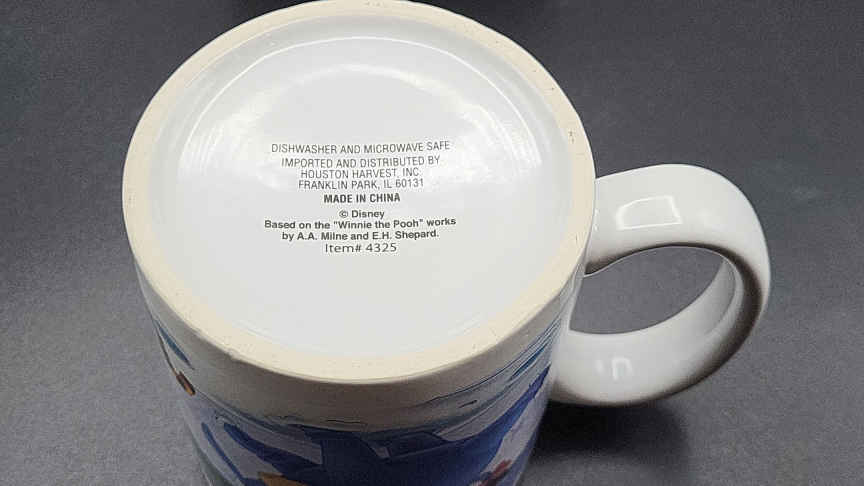 DISHWASHER AND MICROWAVE SAFE
IMPORTED AND DISTRIBUTED BY
HOUSTON HARVEST, INC.
FRANKLIN PARK, IL 60131
MADE IN CHINA
© Disney
Based on the "Winnie the Pooh" works
by A.A. Milne and E.H. Shepard.
Item# 4325